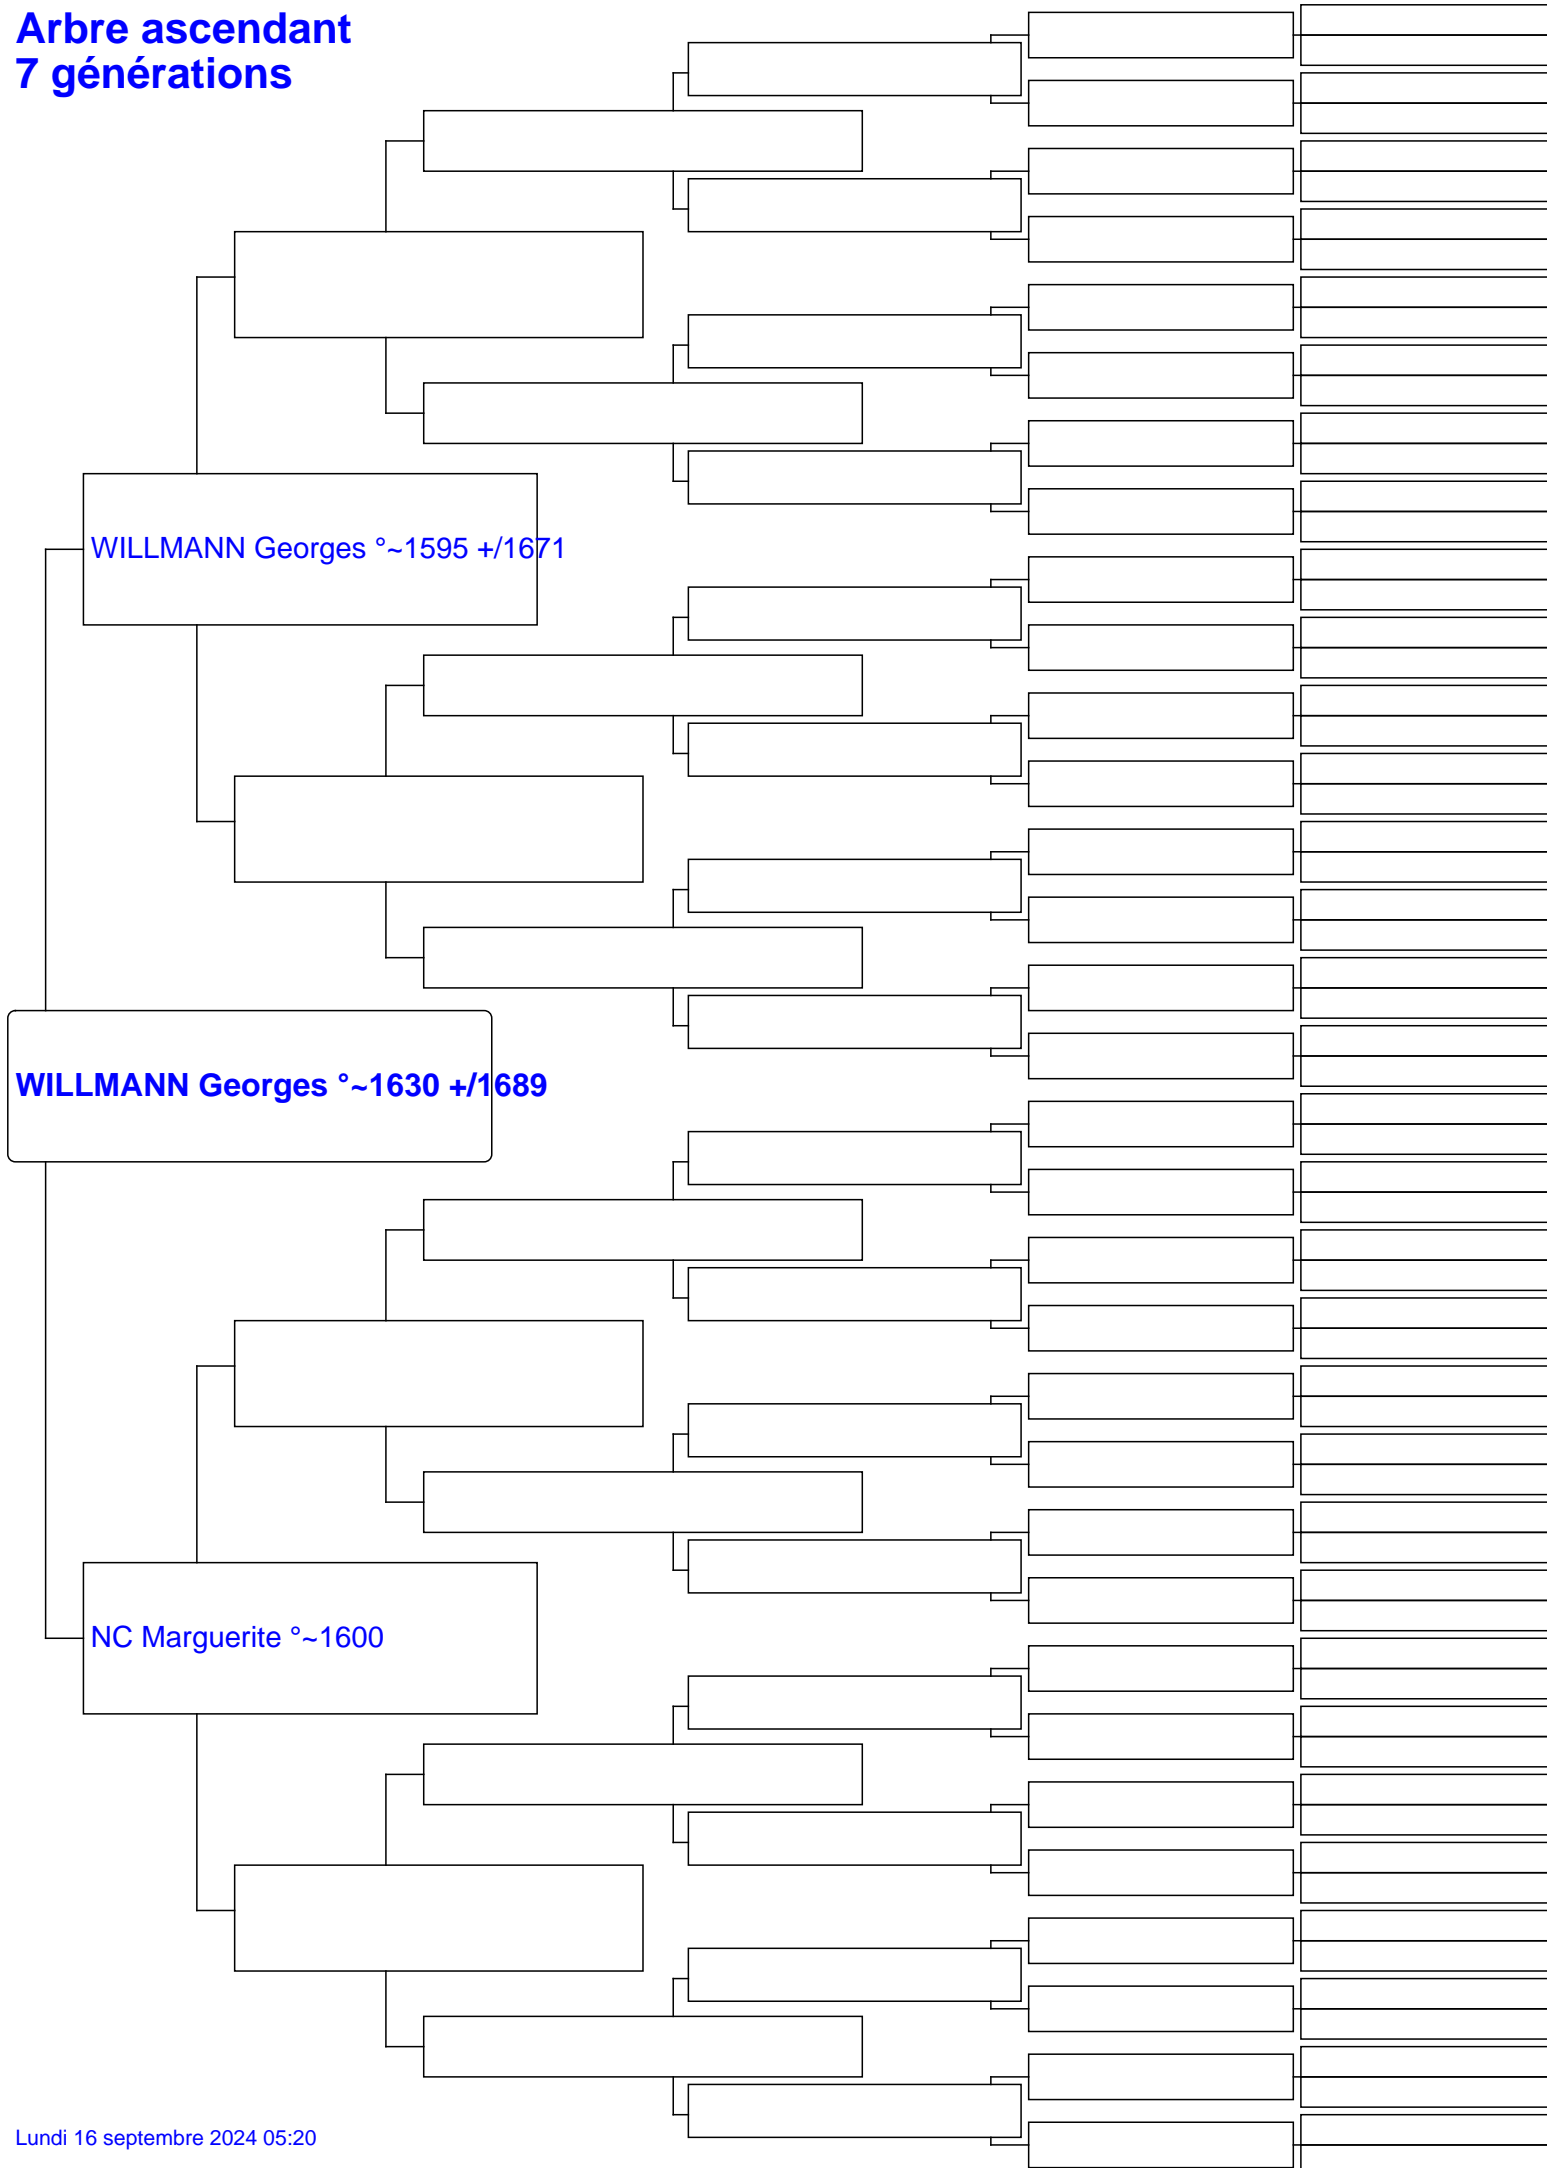 Arbre ascendant
7 générations
WILLMANN Georges °~1595 +/1671
WILLMANN Georges °~1630 +/1689
NC Marguerite °~1600
Lundi 16 septembre 2024 05:20